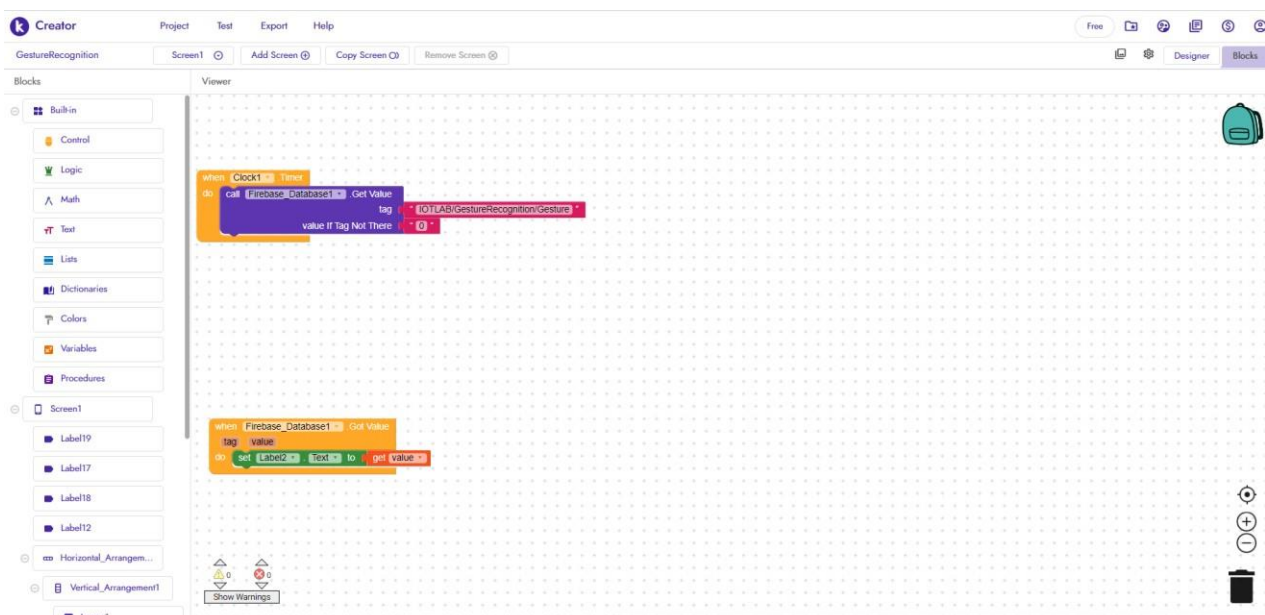 Creator Project Test Export Help Free
GestureRecognition Screen1 Add Screen Copy Screen Remove Screen Designer Blocks
Blocks Viewer
Built-in
Control
Logic
Math
Text
Lists
Dictionaries
Colors
Variables
Procedures
Screen1
Label19
Label17
Label18
Label12
Horizontal_Arrangem...
Vertical_Arrangement1
when Clock1 .Timer
do call Firebase_Database1 .Get Value
tag " IOTLAB/GestureRecognition/Gesture "
value If Tag Not There " 0 "
when Firebase_Database1 .Got Value
tag value
do set Label2 . Text to get value
0 0
Show Warnings